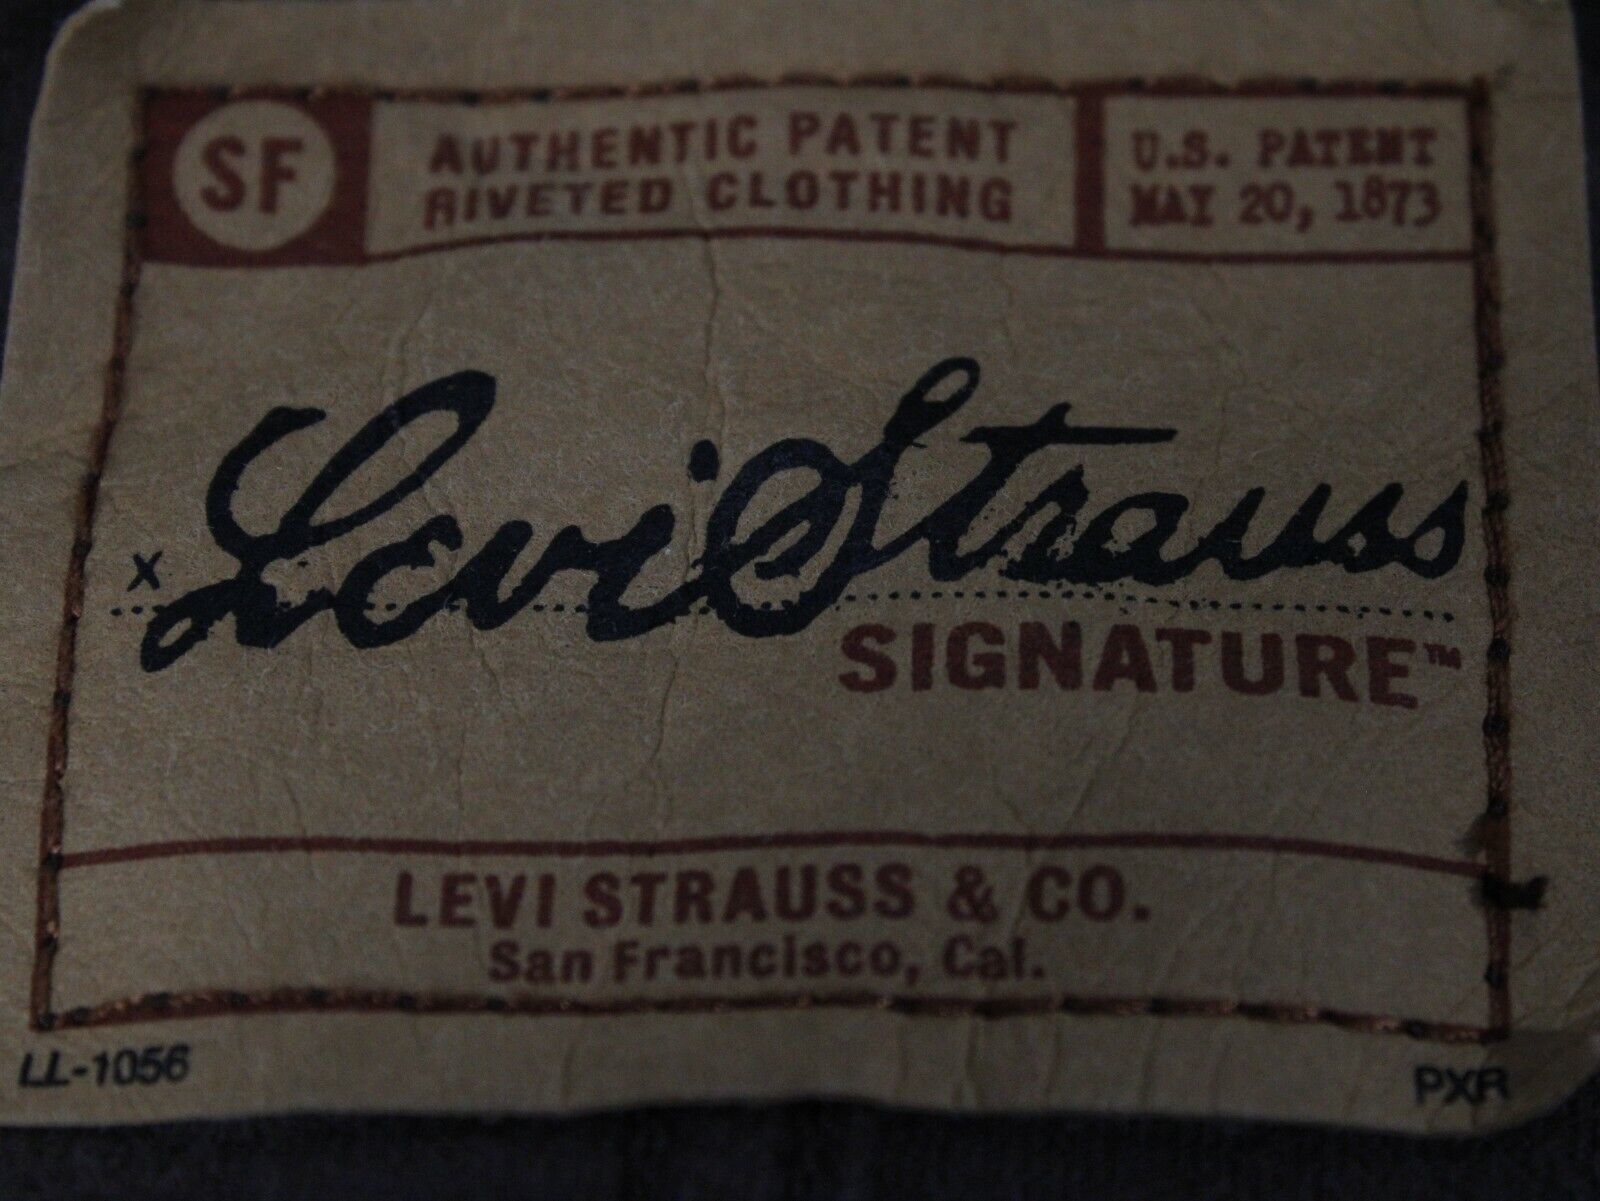 SF
AUTHENTIC PATENT
RIVETED CLOTHING
U.S. PATENT
MAY 20, 1873
x Levi Strauss
SIGNATURE™
LEVI STRAUSS & CO.
San Francisco, Cal.
LL-1056
PXR